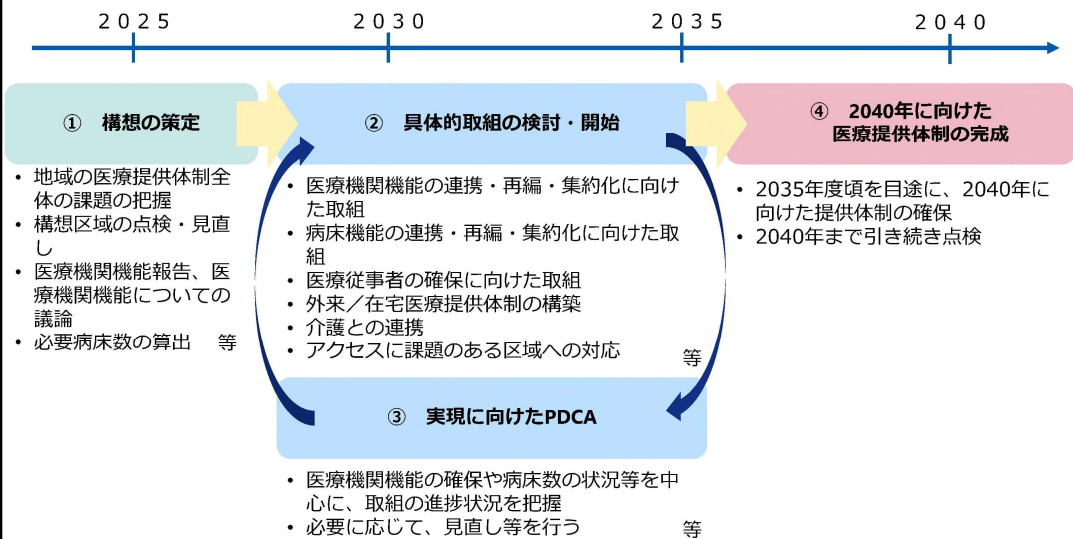 2025
2030
2035
2040
① 構想の策定
・地域の医療提供体制全
体の課題の把握
・構想区域の点検・見直
し
・医療機関機能報告、医
療機関機能についての
議論
・必要病床数の算出 等
② 具体的取組の検討・開始
・医療機関機能の連携・再編・集約化に向け
た取組
・病床機能の連携・再編・集約化に向けた取
組
・医療従事者の確保に向けた取組
・外来／在宅医療提供体制の構築
・介護との連携
・アクセスに課題のある区域への対応 等
③ 実現に向けたPDCA
・医療機関機能の確保や病床数の状況等を中
心に、取組の進捗状況を把握
・必要に応じて、見直し等を行う 等
④ 2040年に向けた
医療提供体制の完成
・2035年度頃を目途に、2040年に
向けた提供体制の確保
・2040年まで引き続き点検